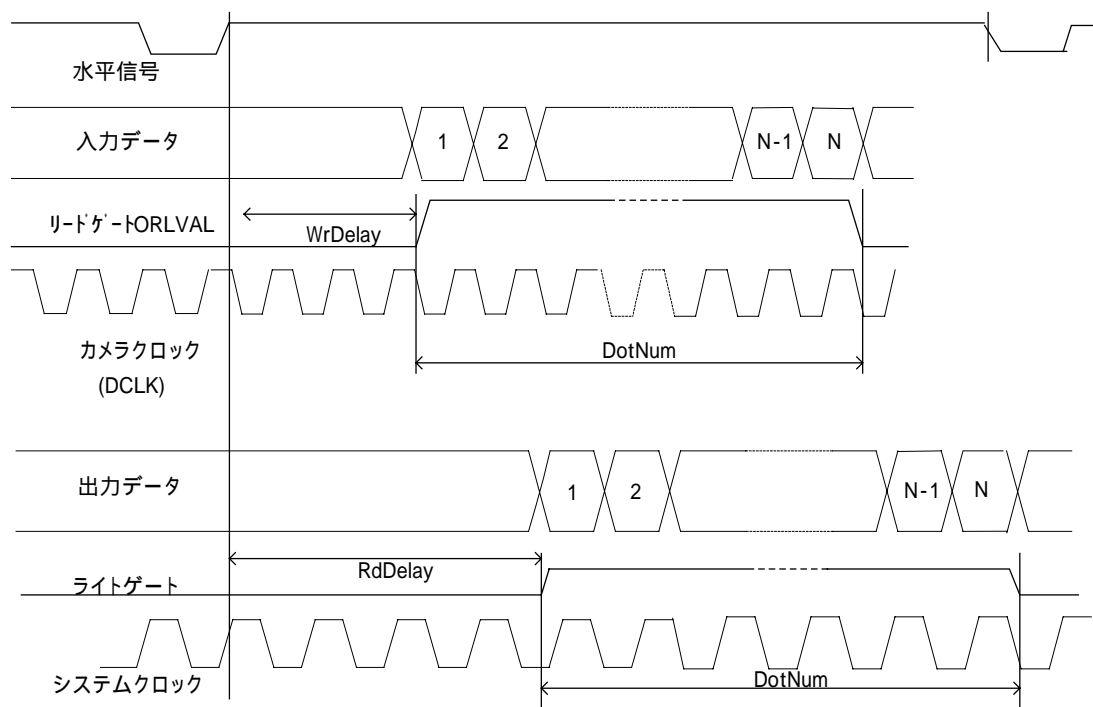 水平信号
入力データ
1
2
N-1
N
ﾘｰﾄﾞｹﾞｰﾄORLVAL
WrDelay
カメラクロック
(DCLK)
DotNum
出力データ
1
2
N-1
N
ライトゲート
RdDelay
システムクロック
DotNum